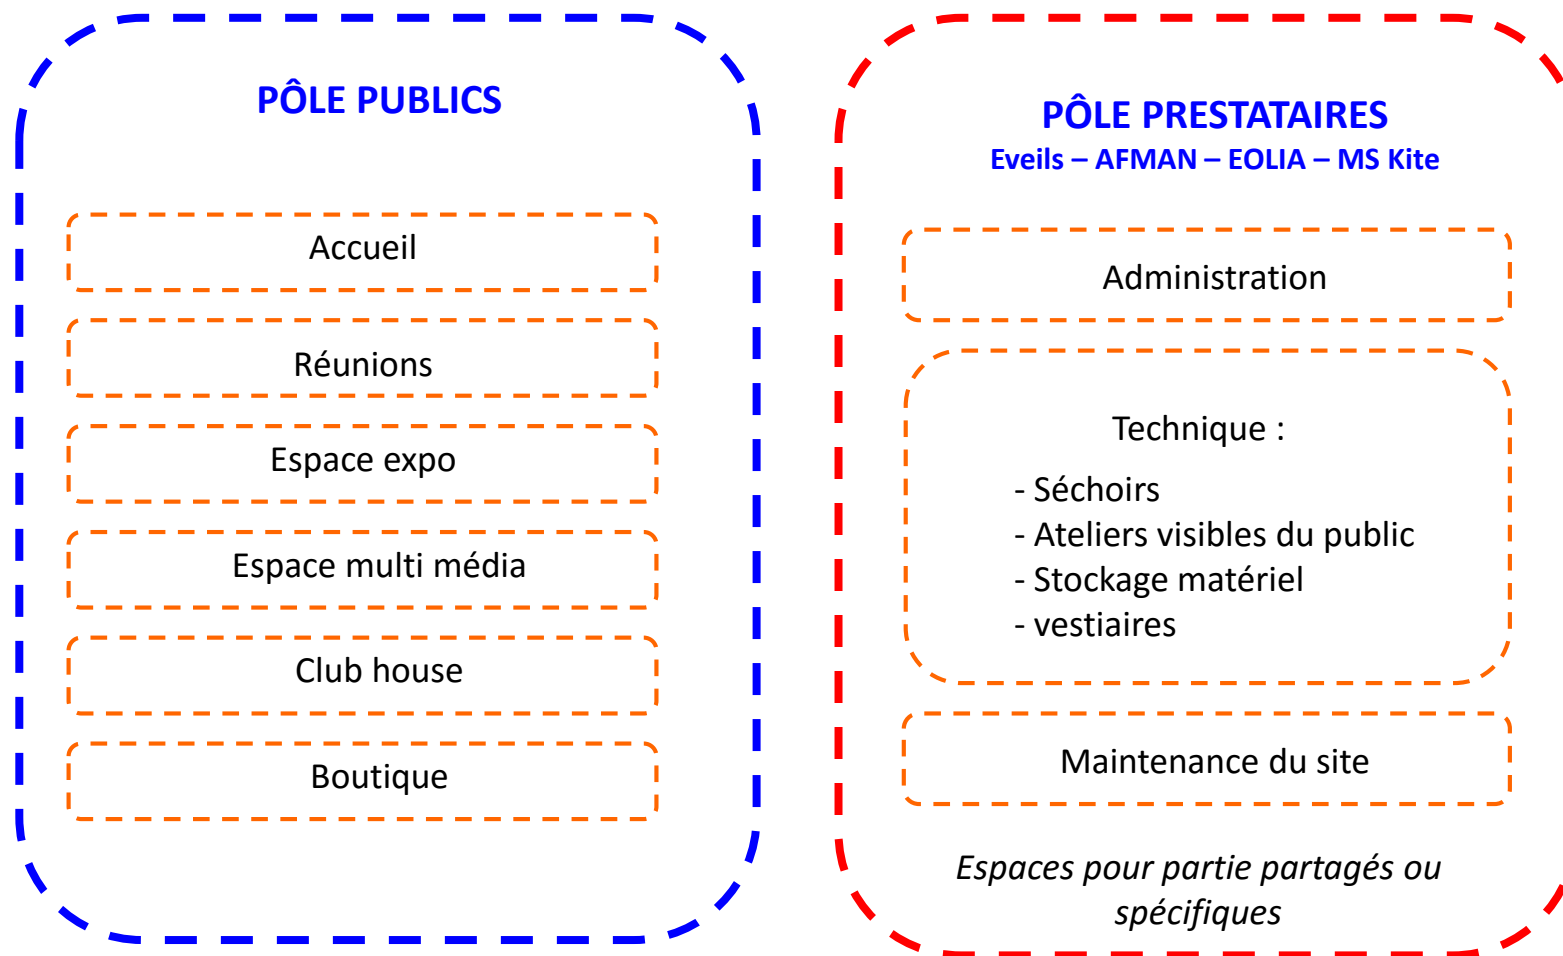 PÔLE PUBLICS
Accueil
Réunions
Espace expo
Espace multi média
Club house
Boutique
PÔLE PRESTATAIRES
Eveils – AFMAN – EOLIA – MS Kite
Administration
Technique :
- Séchoirs
- Ateliers visibles du public
- Stockage matériel
- vestiaires
Maintenance du site
Espaces pour partie partagés ou
spécifiques